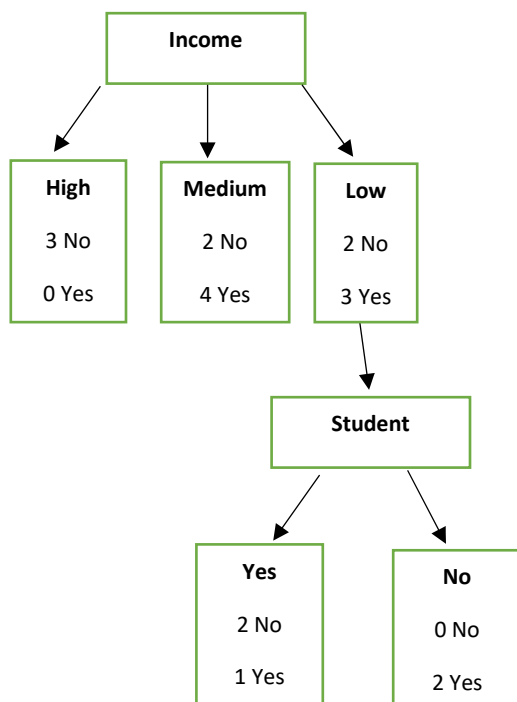 Income
High
3 No
0 Yes
Medium
2 No
4 Yes
Low
2 No
3 Yes
Student
Yes
2 No
1 Yes
No
0 No
2 Yes